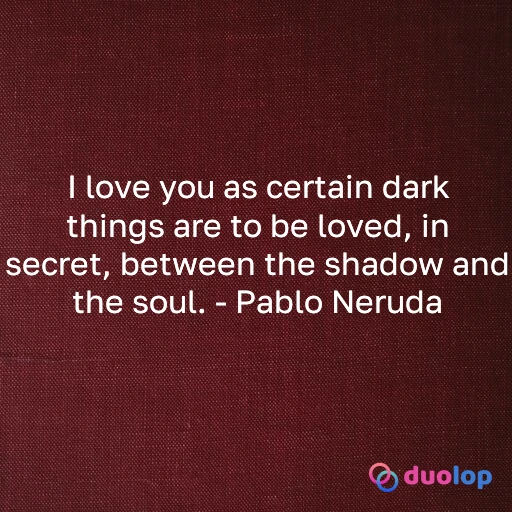 I love you as certain dark
things are to be loved, in
secret, between the shadow and
the soul. - Pablo Neruda
duolop